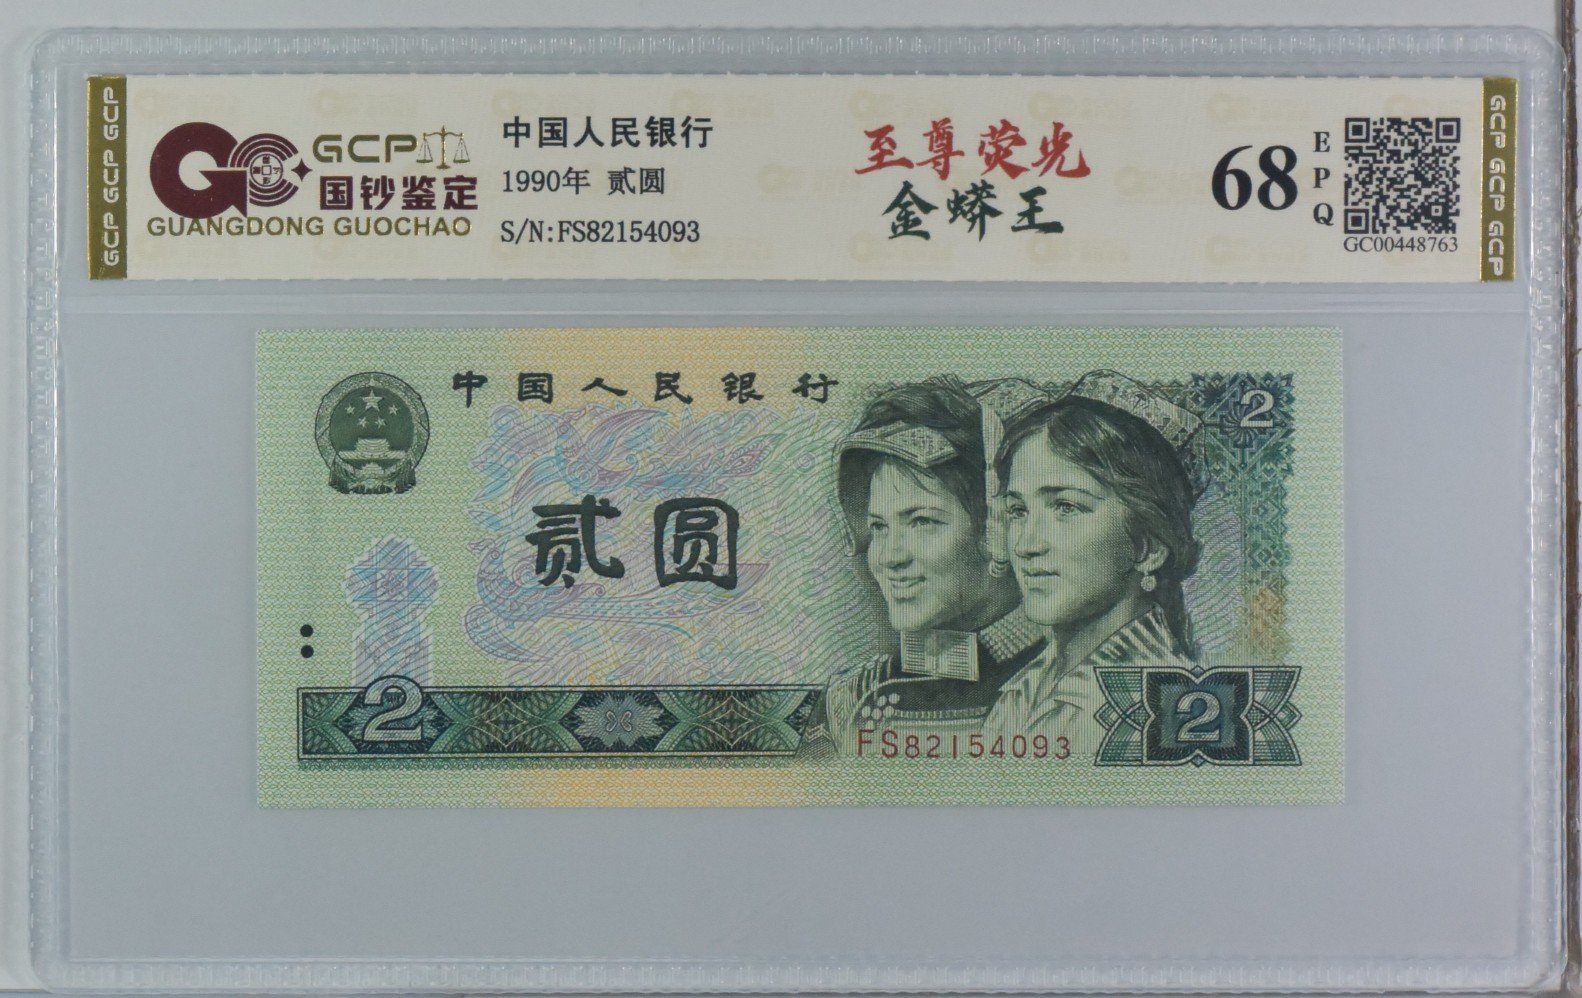 GCP GCP GCP
GCP
国钞鉴定
GUANGDONG GUOCHAO
中国人民银行
1990年 贰圆
S/N:FS82154093
至尊荧光
金蟒王
68
EPQ
GC00448763
GCP GCP GCP
中国人民银行
2
贰圆
2
FS82154093
2